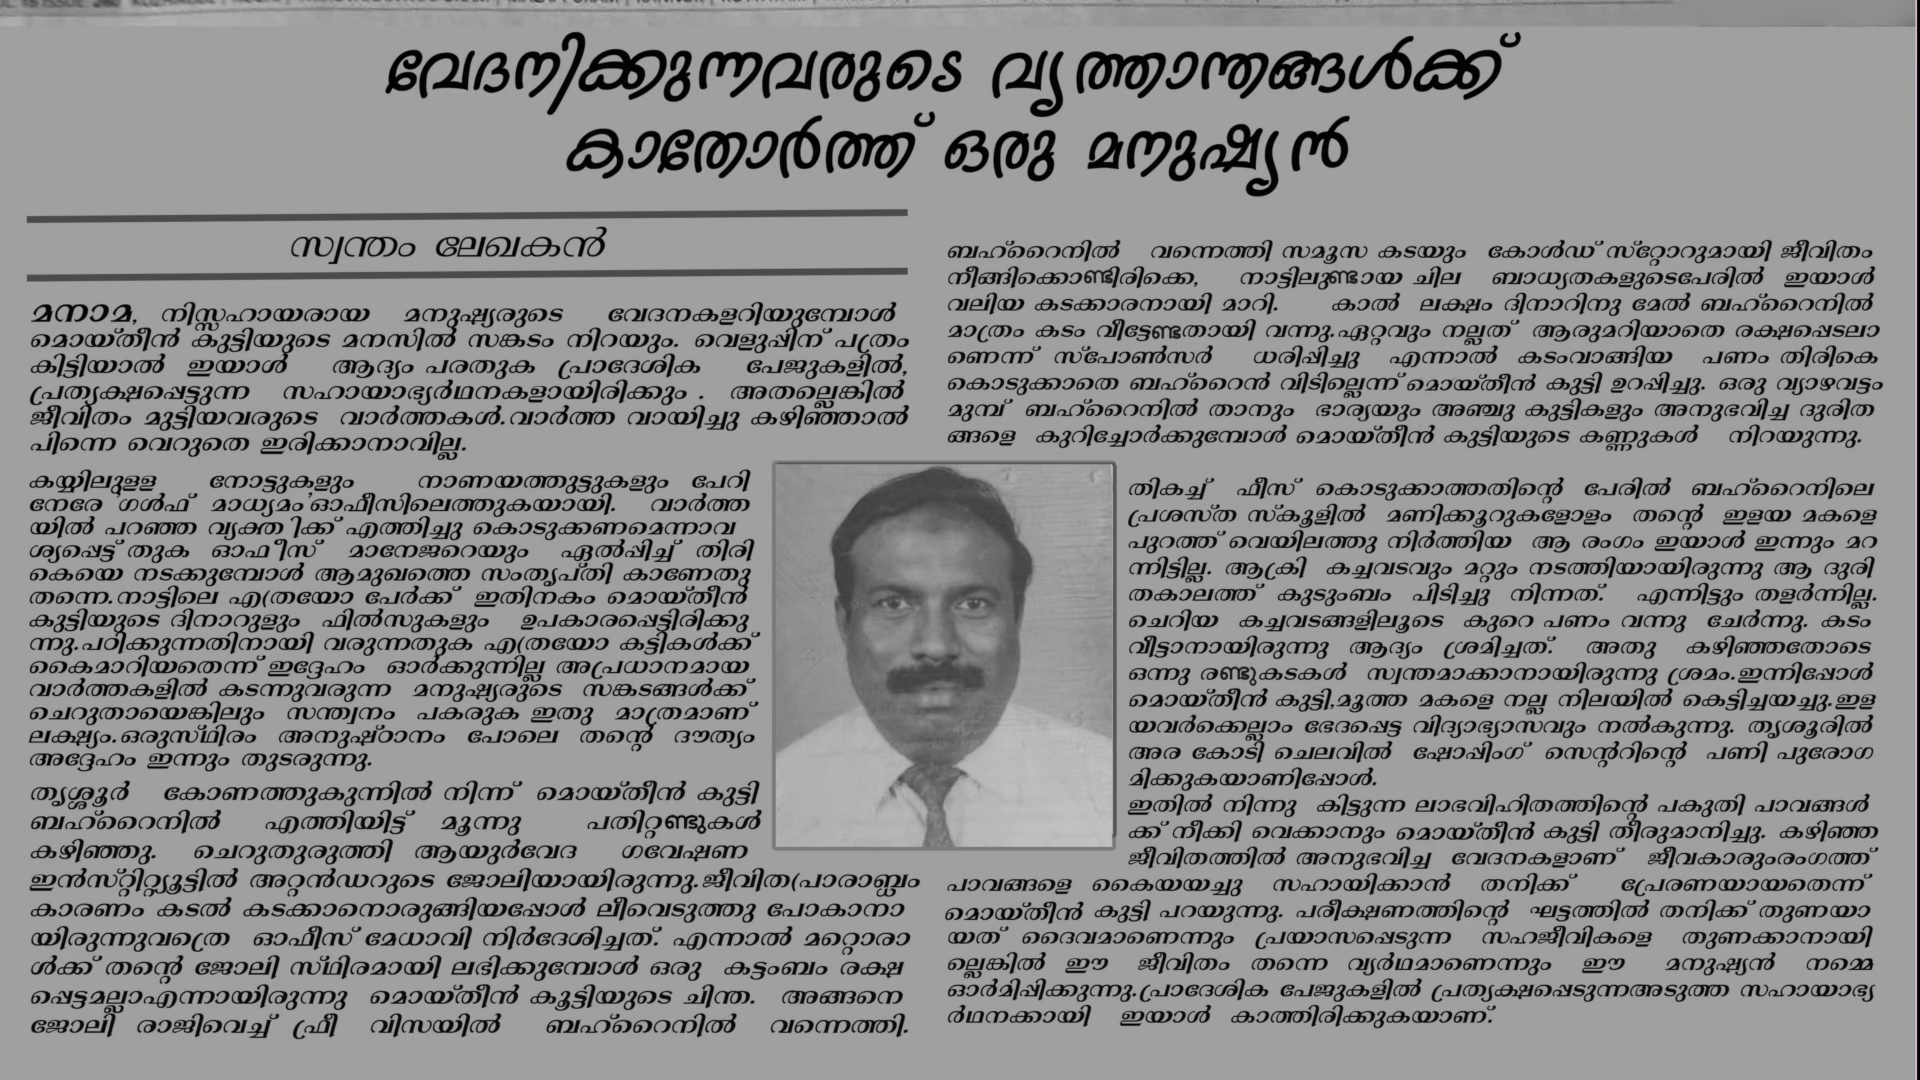 വേദനിക്കുന്നവരുടെ വൃത്താന്തങ്ങൾക്ക്
കാതോർത്ത് ഒരു മനുഷ്യൻ
സ്വന്തം ലേഖകൻ
മനാമ, നിസ്സഹായരായ മനുഷ്യരുടെ വേദനകളറിയുമ്പോൾ
മൊയ്തീൻ കുട്ടിയുടെ മനസിൽ സങ്കടം നിറയും. വെളുപ്പിന് പത്രം
കിട്ടിയാൽ ഇയാൾ ആദ്യം പരതുക പ്രാദേശിക പേജുകളിൽ,
പ്രത്യക്ഷപ്പെട്ടുന്ന സഹായാഭ്യർഥനകളായിരിക്കും . അതല്ലെങ്കിൽ
ജീവിതം മുട്ടിയവരുടെ വാർത്തകൾ.വാർത്ത വായിച്ചു കഴിഞ്ഞാൽ
പിന്നെ വെറുതെ ഇരിക്കാനാവില്ല.
കയ്യിലുളള നോട്ടുകളും നാണയത്തുട്ടുകളും പേറി
നേരേ 'ഗൾഫ് മാധ്യമം'ഓഫീസിലെത്തുകയായി. വാർത്ത
യിൽ പറഞ്ഞ വ്യക്തിക്ക് എത്തിച്ചു കൊടുക്കണമെന്നാവ
ശ്യപ്പെട്ട് തുക ഓഫീസ് മാനേജറെയും ഏൽപ്പിച്ച് തിരി
കെയെ നടക്കുമ്പോൾ ആമുഖത്തെ സംതൃപ്തി കാണേതു
തന്നെ.നാട്ടിലെ എത്രയോ പേർക്ക് ഇതിനകം മൊയ്തീൻ
കുട്ടിയുടെ ദിനാറുളും ഫിൽസുകളും ഉപകാരപ്പെട്ടിരിക്കു
ന്നു.പഠിക്കുന്നതിനായി വരുന്നതുക എത്രയോ കട്ടികൾക്ക്
കൈമാറിയതെന്ന് ഇദ്ദേഹം ഓർക്കുന്നില്ല അപ്രധാനമായ
വാർത്തകളിൽ കടന്നുവരുന്ന മനുഷ്യരുടെ സങ്കടങ്ങൾക്ക്
ചെറുതായെങ്കിലും സന്ത്വനം പകരുക ഇതു മാത്രമാണ്
ലക്ഷ്യം.ഒരുസ്ഥിരം അനുഷ്ഠാനം പോലെ തന്റെ ദൗത്യം
അദ്ദേഹം ഇന്നും തുടരുന്നു.
തൃശ്ശൂർ കോണത്തുകുന്നിൽ നിന്ന് മൊയ്തീൻ കുട്ടി
ബഹ്റൈനിൽ എത്തിയിട്ട് മൂന്നു പതിറ്റണ്ടുകൾ
കഴിഞ്ഞു. ചെറുതുരുത്തി ആയുർവേദ ഗവേഷണ
ഇൻസ്റ്റിറ്റ്യൂട്ടിൽ അറ്റൻഡറുടെ ജോലിയായിരുന്നു.ജീവിതപ്രാരാബ്ധം
കാരണം കടൽ കടക്കാനൊരുങ്ങിയപ്പോൾ ലീവെടുത്തു പോകാനാ
യിരുന്നുവത്രെ ഓഫീസ് മേധാവി നിർദേശിച്ചത്. എന്നാൽ മറ്റൊരാ
ൾക്ക് തന്റെ ജോലി സ്ഥിരമായി ലഭിക്കുമ്പോൾ ഒരു കട്ടംബം രക്ഷ
പ്പെട്ടുമല്ലാഎന്നായിരുന്നു മൊയ്തീൻ കൂട്ടിയുടെ ചിന്ത. അങ്ങനെ
ജോലി രാജിവെച്ച് ഫ്രീ വിസയിൽ ബഹ്റൈനിൽ വന്നെത്തി.
ബഹ്റൈനിൽ വന്നെത്തി സമൂസ കടയും കോൾഡ് സ്റ്റോറുമായി ജീവിതം
നീങ്ങിക്കൊണ്ടിരിക്കെ, നാട്ടിലുണ്ടായ ചില ബാധ്യതകളുടെപേരിൽ ഇയാൾ
വലിയ കടക്കാരനായി മാറി. കാൽ ലക്ഷം ദിനാറിനു മേൽ ബഹ്റൈനിൽ
മാത്രം കടം വീട്ടേണ്ടതായി വന്നു.ഏറ്റവും നല്ലത് ആരുമറിയാതെ രക്ഷപ്പെടലാ
ണെന്ന് സ്പോൺസർ ധരിപ്പിച്ചു എന്നാൽ കടംവാങ്ങിയ പണം തിരികെ
കൊടുക്കാതെ ബഹ്റൈൻ വിടില്ലെന്ന് മൊയ്തീൻ കുട്ടി ഉറപ്പിച്ചു. ഒരു വ്യാഴവട്ടം
മുമ്പ് ബഹ്റൈനിൽ താനും ഭാര്യയും അഞ്ചു കുട്ടികളും അനുഭവിച്ച ദുരിത
ങ്ങളെ കുറിച്ചോർക്കുമ്പോൾ മൊയ്തീൻ കുട്ടിയുടെ കണ്ണുകൾ നിറയുന്നു.
തികച്ച് ഫീസ് കൊടുക്കാത്തതിന്റെ പേരിൽ ബഹ്റൈനിലെ
പ്രശസ്ത സ്കൂളിൽ മണിക്കൂറുകളോളം തന്റെ ഇളയ മകളെ
പുറത്ത് വെയിലത്തു നിർത്തിയ ആ രംഗം ഇയാൾ ഇന്നും മറ
ന്നിട്ടില്ല. ആക്രി കച്ചവടവും മറ്റും നടത്തിയായിരുന്നു ആ ദുരി
തകാലത്ത് കുടുംബം പിടിച്ചു നിന്നത്. എന്നിട്ടും തളർന്നില്ല.
ചെറിയ കച്ചവടങ്ങളിലൂടെ കുറെ പണം വന്നു ചേർന്നു. കടം
വീട്ടാനായിരുന്നു ആദ്യം ശ്രമിച്ചത്. അതു കഴിഞ്ഞതോടെ
ഒന്നു രണ്ടുകടകൾ സ്വന്തമാക്കാനായിരുന്നു ശ്രമം.ഇന്നിപ്പോൾ
മൊയ്തീൻ കുട്ടി,മൂത്ത മകളെ നല്ല നിലയിൽ കെട്ടിച്ചയച്ചു.ഇള
യവർക്കെല്ലാം ഭേദപ്പെട്ട വിദ്യാഭ്യാസവും നൽകുന്നു. തൃശൂരിൽ
അര കോടി ചെലവിൽ ഷോപ്പിംഗ് സെന്ററിന്റെ പണി പുരോഗ
മിക്കുകയാണിപ്പോൾ.
ഇതിൽ നിന്നു കിട്ടുന്ന ലാഭവിഹിതത്തിന്റെ പകുതി പാവങ്ങൾ
ക്ക് നീക്കി വെക്കാനും മൊയ്തീൻ കുട്ടി തീരുമാനിച്ചു. കഴിഞ്ഞ
ജീവിതത്തിൽ അനുഭവിച്ച വേദനകളാണ് ജീവകാരുംരംഗത്ത്
പാവങ്ങളെ കൈയയച്ചു സഹായിക്കാൻ തനിക്ക് പ്രേരണയായതെന്ന്
മൊയ്തീൻ കുട്ടി പറയുന്നു. പരീക്ഷണത്തിന്റെ ഘട്ടത്തിൽ തനിക്ക് തുണയാ
യത് ദൈവമാണെന്നും പ്രയാസപ്പെടുന്ന സഹജീവികളെ തുണക്കാനായി
ല്ലെങ്കിൽ ഈ ജീവിതം തന്നെ വ്യർഥമാണെന്നും ഈ മനുഷ്യൻ നമ്മെ
ഓർമിപ്പിക്കുന്നു.പ്രാദേശിക പേജുകളിൽ പ്രത്യക്ഷപ്പെടുന്നഅടുത്ത സഹായാഭ്യ
ർഥനക്കായി ഇയാൾ കാത്തിരിക്കുകയാണ്.